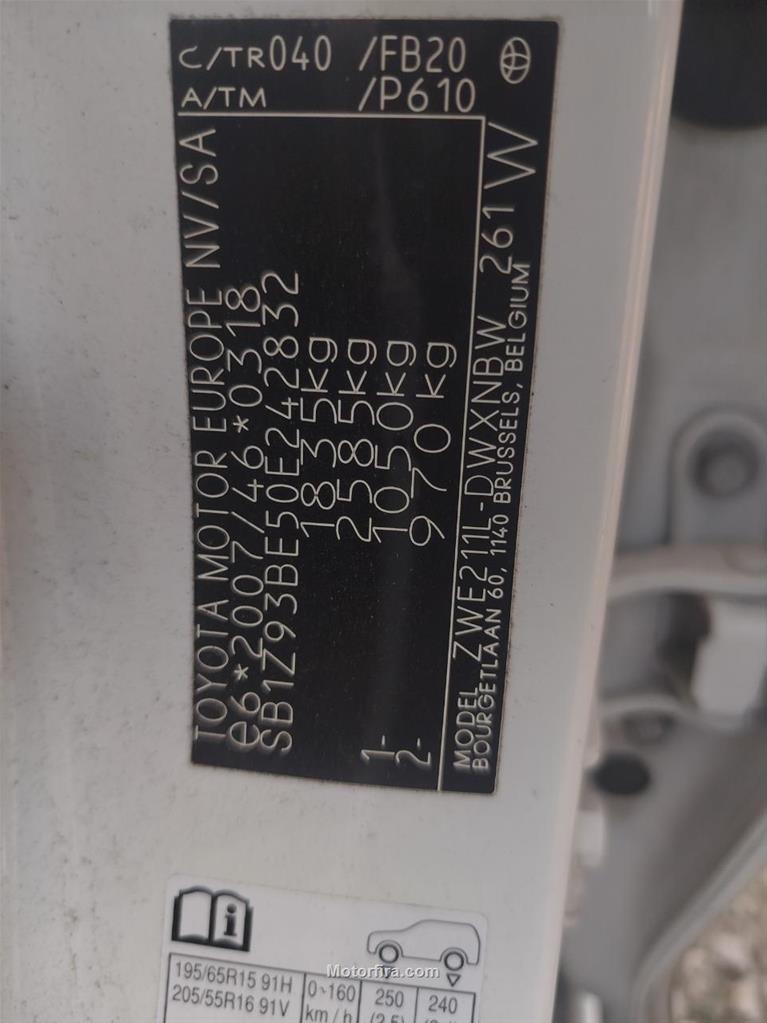 C/TR040 /FB20
A/TM /P610
TOYOTA MOTOR EUROPE NV/SA
e6*2007/46*0318
SB1Z93BE50E242832
1835kg
2585kg
1- 1050kg
2- 970kg
MODEL ZWE211L-DWXNBW 261W
BOURGETLAAN 60, 1140 BRUSSELS, BELGIUM
195/65R15 91H
205/55R16 91V
0~160
km/h
250
240
Motorfira.com